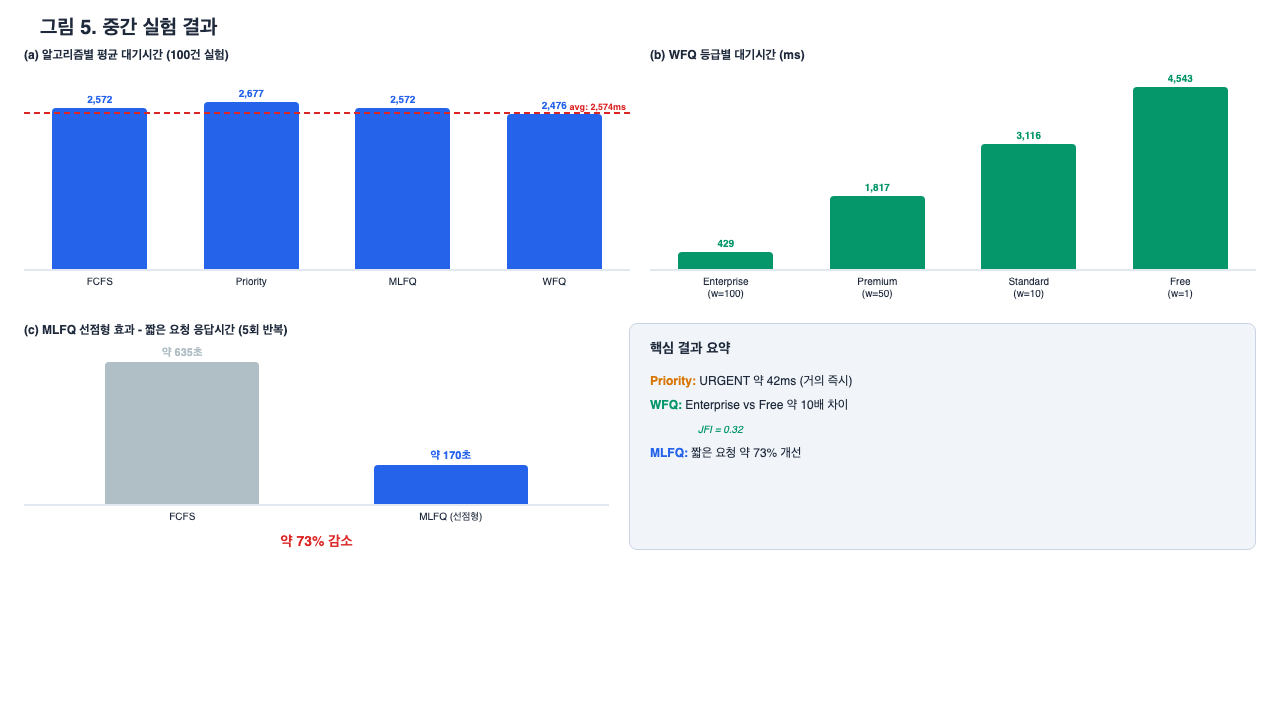 그림 5. 중간 실험 결과
(a) 알고리즘별 평균 대기시간 (100건 실험)
2,572
2,677
2,572
2,476
avg: 2,574ms
FCFS
Priority
MLFQ
WFQ
(b) WFQ 등급별 대기시간 (ms)
429
1,817
3,116
4,543
Enterprise
(w=100)
Premium
(w=50)
Standard
(w=10)
Free
(w=1)
(c) MLFQ 선점형 효과 - 짧은 요청 응답시간 (5회 반복)
약 635초
약 170초
FCFS
MLFQ (선점형)
약 73% 감소
핵심 결과 요약
Priority: URGENT 약 42ms (거의 즉시)
WFQ: Enterprise vs Free 약 10배 차이
JFI = 0.32
MLFQ: 짧은 요청 약 73% 개선